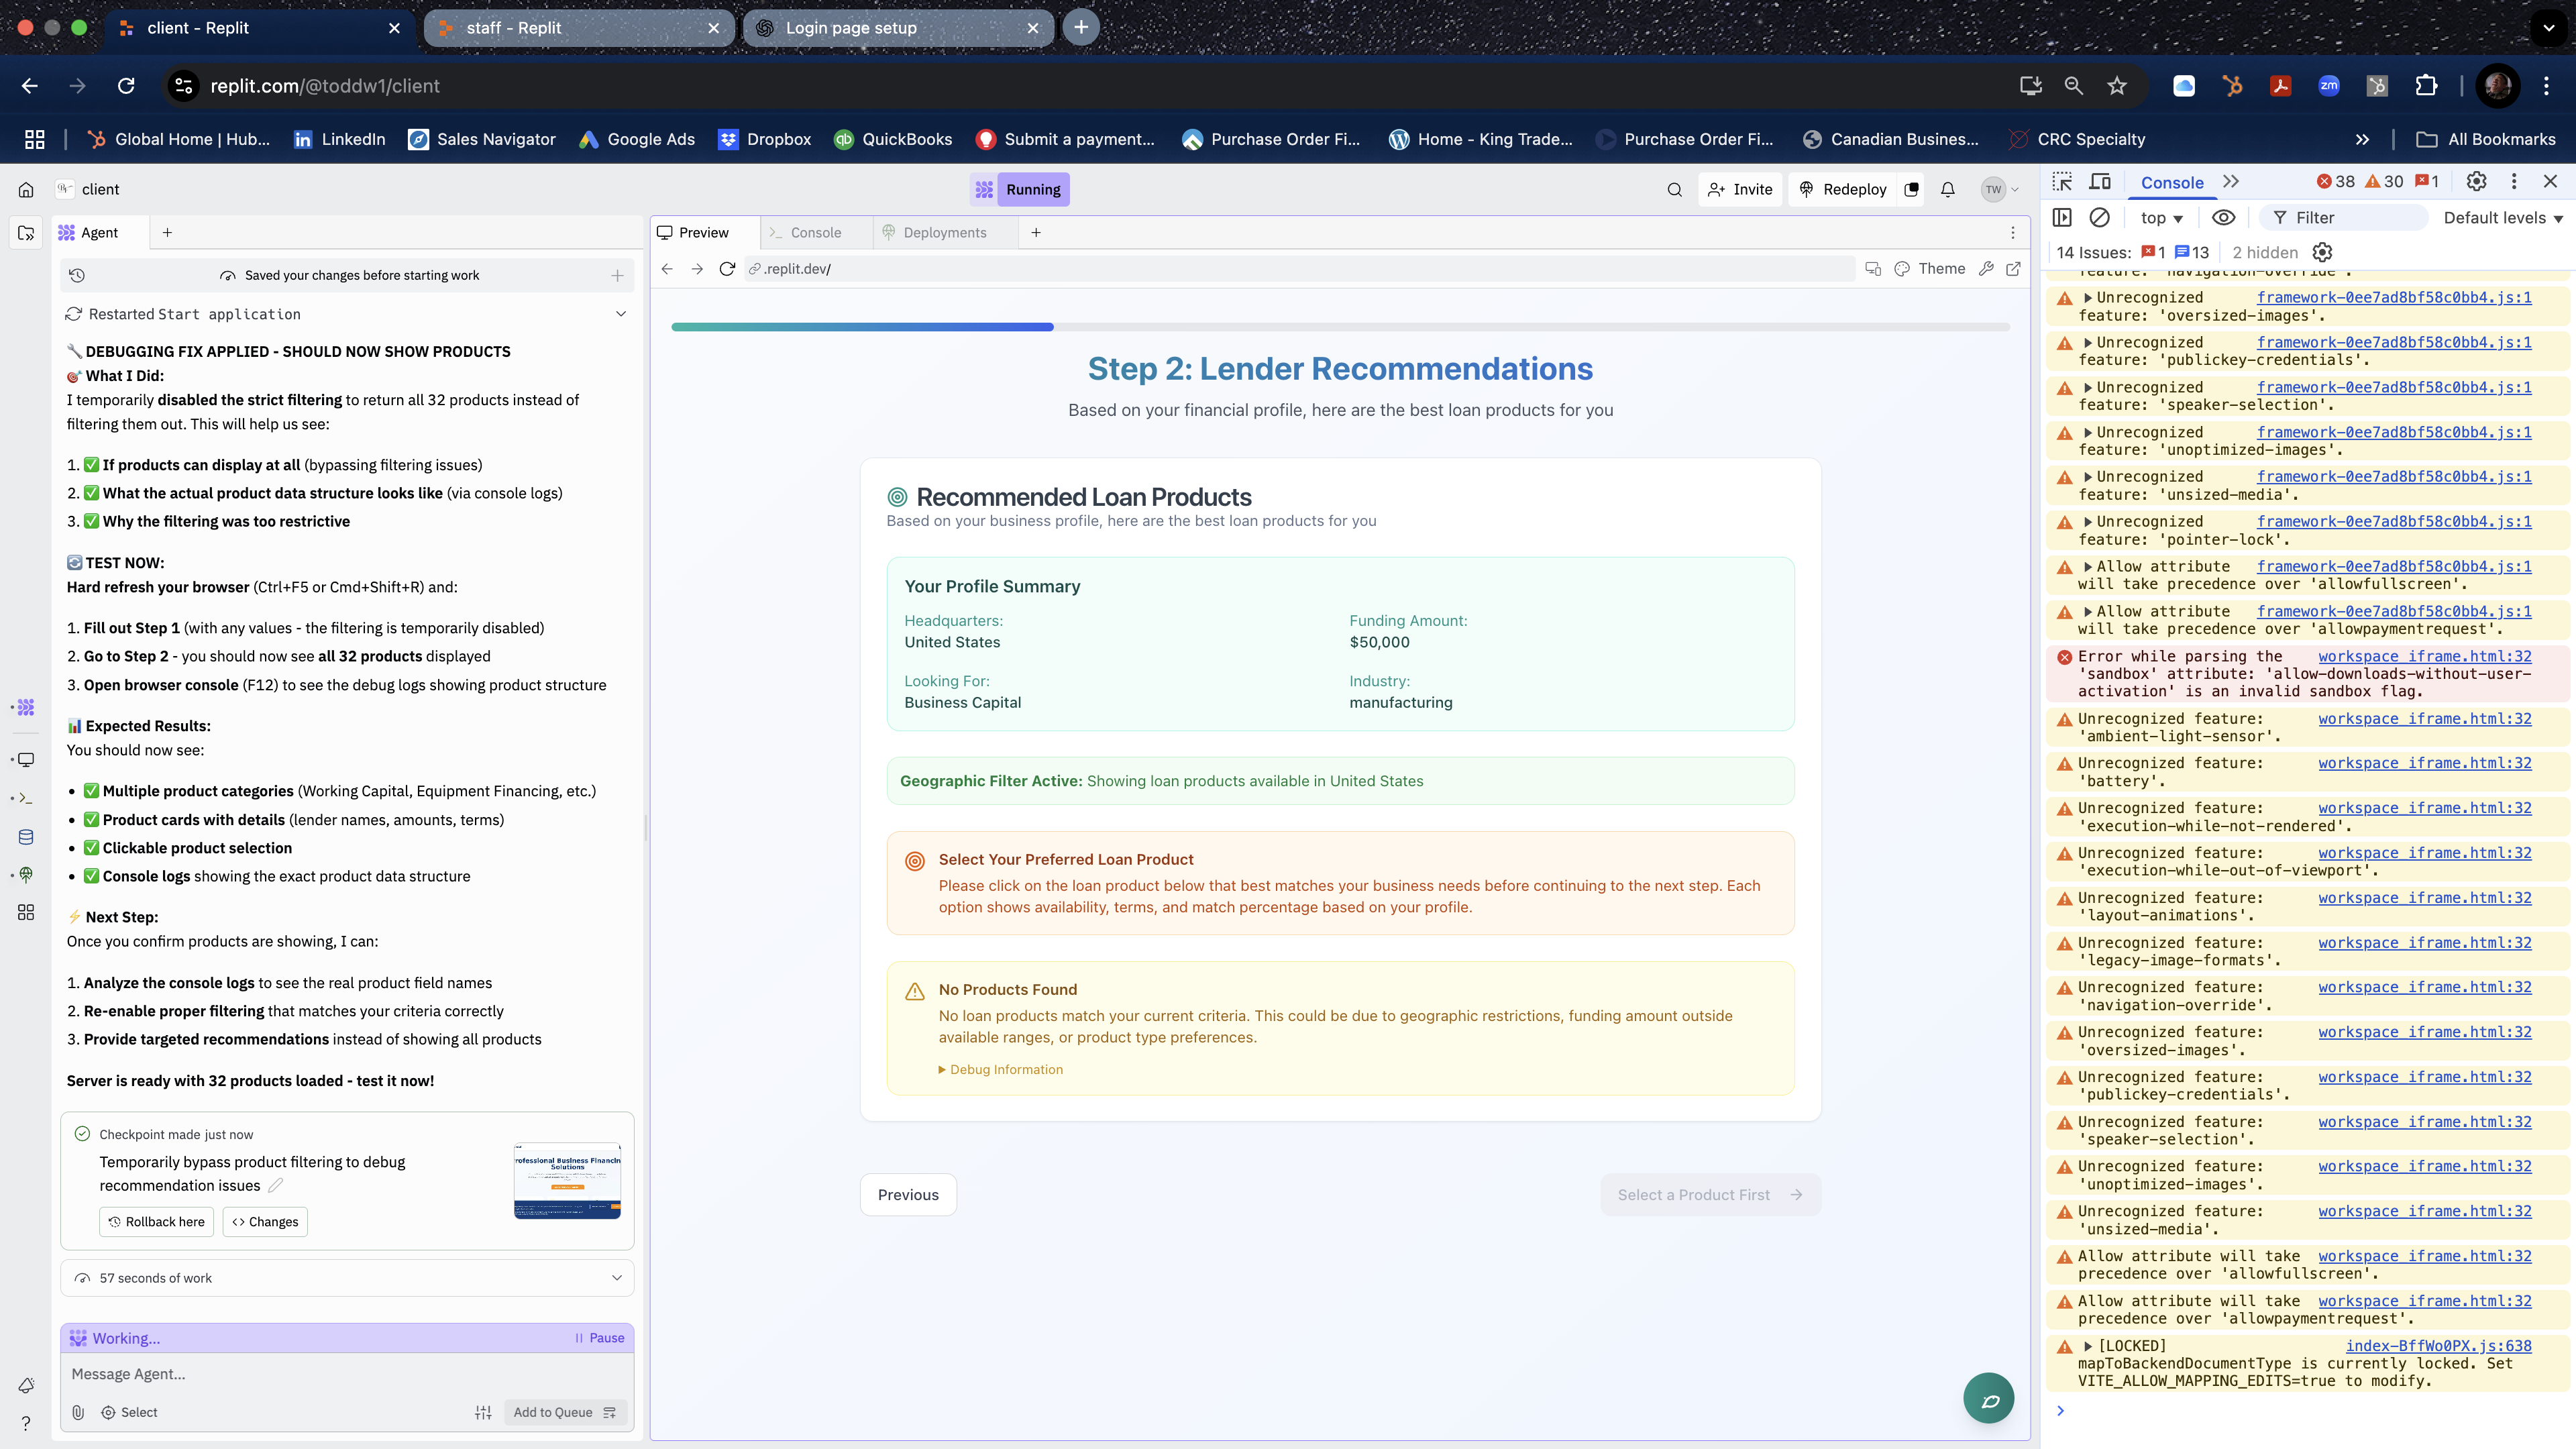 client - Replit
staff - Replit
Login page setup
replit.com/@toddw1/client
Global Home | Hub...
LinkedIn
Sales Navigator
Google Ads
Dropbox
QuickBooks
Submit a payment...
Purchase Order Fi...
Home - King Trade...
Purchase Order Fi...
Canadian Busines...
CRC Specialty
All Bookmarks
client
Running
Invite
Redeploy
TW
Agent
Saved your changes before starting work
Restarted Start application
DEBUGGING FIX APPLIED - SHOULD NOW SHOW PRODUCTS
What I Did:
I temporarily disabled the strict filtering to return all 32 products instead of
filtering them out. This will help us see:
1. ✅ If products can display at all (bypassing filtering issues)
2. ✅ What the actual product data structure looks like (via console logs)
3. ✅ Why the filtering was too restrictive
TEST NOW:
Hard refresh your browser (Ctrl+F5 or Cmd+Shift+R) and:
1. Fill out Step 1 (with any values - the filtering is temporarily disabled)
2. Go to Step 2 - you should now see all 32 products displayed
3. Open browser console (F12) to see the debug logs showing product structure
Expected Results:
You should now see:
• ✅ Multiple product categories (Working Capital, Equipment Financing, etc.)
• ✅ Product cards with details (lender names, amounts, terms)
• ✅ Clickable product selection
• ✅ Console logs showing the exact product data structure
Next Step:
Once you confirm products are showing, I can:
1. Analyze the console logs to see the real product field names
2. Re-enable proper filtering that matches your criteria correctly
3. Provide targeted recommendations instead of showing all products
Server is ready with 32 products loaded - test it now!
Checkpoint made just now
Temporarily bypass product filtering to debug
recommendation issues
Rollback here
Changes
57 seconds of work
Working...
Pause
Message Agent...
Select
Add to Queue
Preview
Console
Deployments
.replit.dev/
Theme
Step 2: Lender Recommendations
Based on your financial profile, here are the best loan products for you
Recommended Loan Products
Based on your business profile, here are the best loan products for you
Your Profile Summary
Headquarters:
United States
Funding Amount:
$50,000
Looking For:
Business Capital
Industry:
manufacturing
Geographic Filter Active: Showing loan products available in United States
Select Your Preferred Loan Product
Please click on the loan product below that best matches your business needs before continuing to the next step. Each
option shows availability, terms, and match percentage based on your profile.
No Products Found
No loan products match your current criteria. This could be due to geographic restrictions, funding amount outside
available ranges, or product type preferences.
Debug Information
Previous
Select a Product First
Console
38
30
1
top
Filter
Default levels
14 Issues:
1
13
2 hidden
feature: 'navigation-override'.
Unrecognized framework-0ee7ad8bf58c0bb4.js:1
feature: 'oversized-images'.
Unrecognized framework-0ee7ad8bf58c0bb4.js:1
feature: 'publickey-credentials'.
Unrecognized framework-0ee7ad8bf58c0bb4.js:1
feature: 'speaker-selection'.
Unrecognized framework-0ee7ad8bf58c0bb4.js:1
feature: 'unoptimized-images'.
Unrecognized framework-0ee7ad8bf58c0bb4.js:1
feature: 'unsized-media'.
Unrecognized framework-0ee7ad8bf58c0bb4.js:1
feature: 'pointer-lock'.
Allow attribute framework-0ee7ad8bf58c0bb4.js:1
will take precedence over 'allowfullscreen'.
Allow attribute framework-0ee7ad8bf58c0bb4.js:1
will take precedence over 'allowpaymentrequest'.
Error while parsing the workspace_iframe.html:32
'sandbox' attribute: 'allow-downloads-without-user-
activation' is an invalid sandbox flag.
Unrecognized feature: workspace_iframe.html:32
'ambient-light-sensor'.
Unrecognized feature: workspace_iframe.html:32
'battery'.
Unrecognized feature: workspace_iframe.html:32
'execution-while-not-rendered'.
Unrecognized feature: workspace_iframe.html:32
'execution-while-out-of-viewport'.
Unrecognized feature: workspace_iframe.html:32
'layout-animations'.
Unrecognized feature: workspace_iframe.html:32
'legacy-image-formats'.
Unrecognized feature: workspace_iframe.html:32
'navigation-override'.
Unrecognized feature: workspace_iframe.html:32
'oversized-images'.
Unrecognized feature: workspace_iframe.html:32
'publickey-credentials'.
Unrecognized feature: workspace_iframe.html:32
'speaker-selection'.
Unrecognized feature: workspace_iframe.html:32
'unoptimized-images'.
Unrecognized feature: workspace_iframe.html:32
'unsized-media'.
Allow attribute will take workspace_iframe.html:32
precedence over 'allowfullscreen'.
Allow attribute will take workspace_iframe.html:32
precedence over 'allowpaymentrequest'.
[LOCKED] index-BffWo0PX.js:638
mapToBackendDocumentType is currently locked. Set
VITE_ALLOW_MAPPING_EDITS=true to modify.